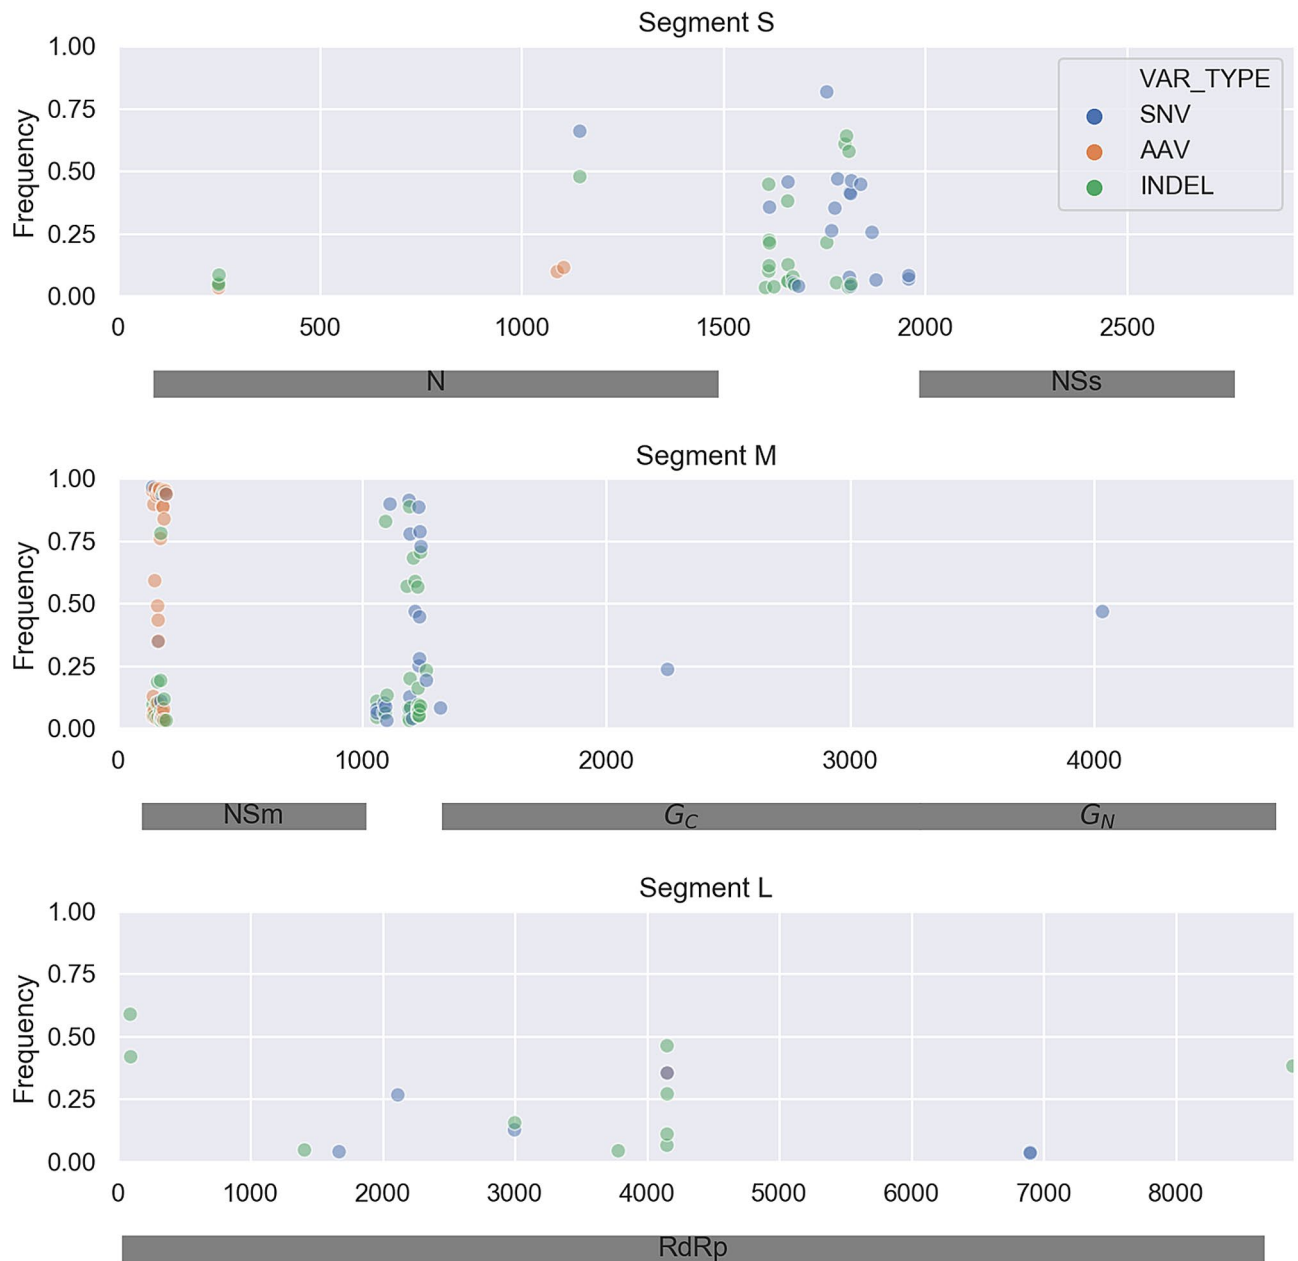 Segment S
1.00
0.75
0.50
0.25
0.00
Frequency
VAR_TYPE
SNV
AAV
INDEL
0 500 1000 1500 2000 2500
N NSs
Segment M
1.00
0.75
0.50
0.25
0.00
Frequency
0 1000 2000 3000 4000
NSm G_C G_N
Segment L
1.00
0.75
0.50
0.25
0.00
Frequency
0 1000 2000 3000 4000 5000 6000 7000 8000
RdRp